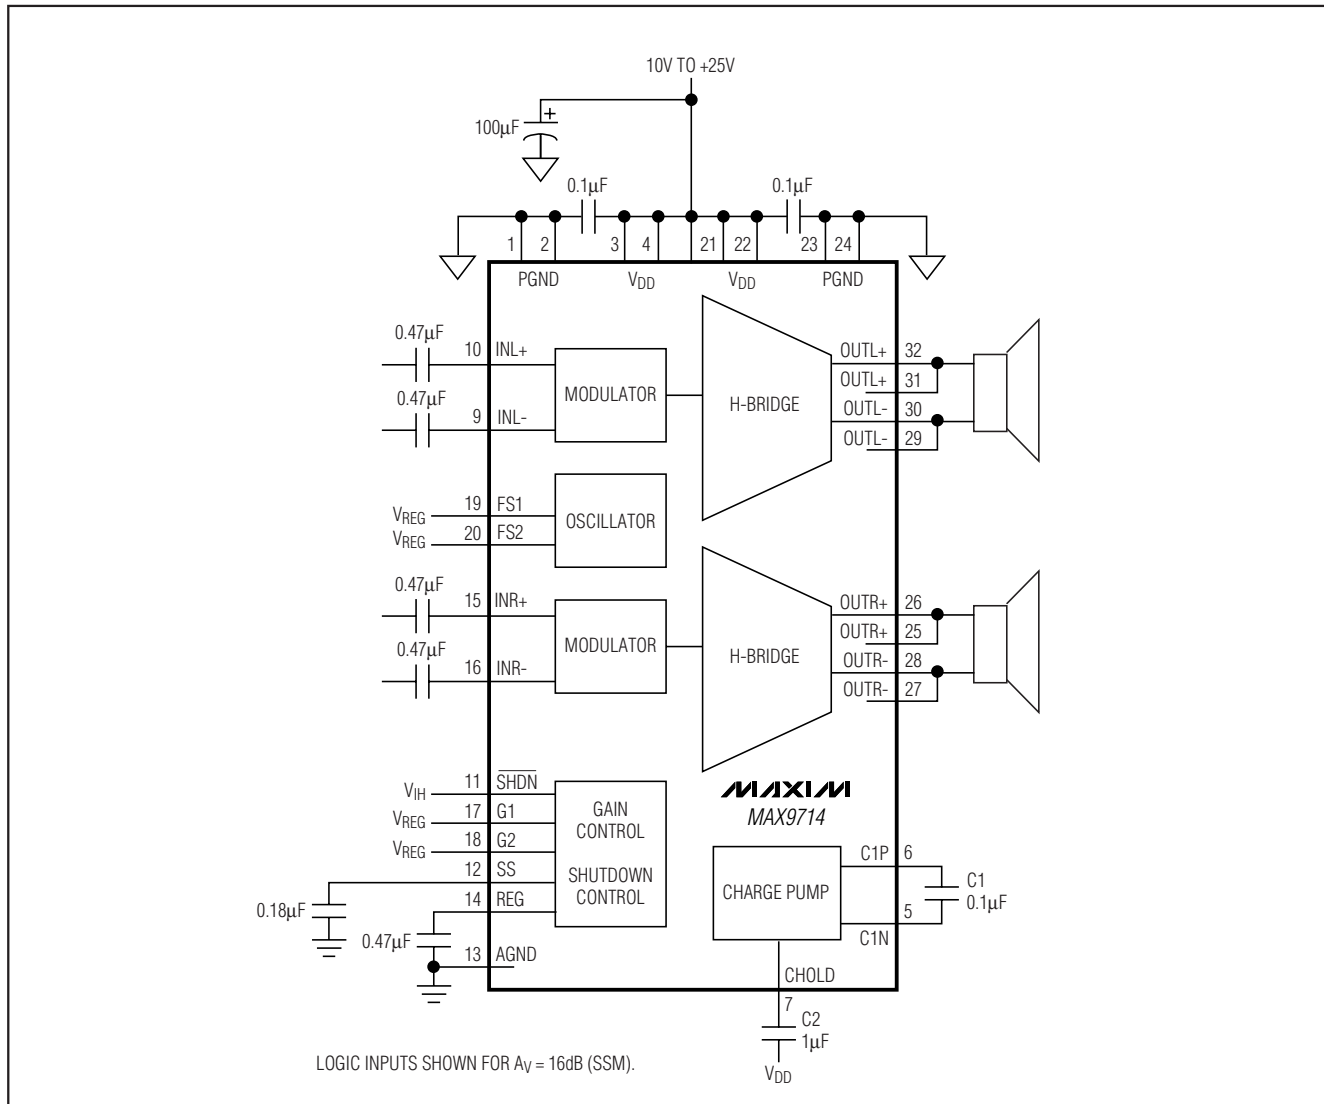 10V TO +25V
100µF
+
0.1µF
0.1µF
1 2 3 4 21 22 23 24
PGND VDD VDD PGND
0.47µF
10 INL+
0.47µF
9 INL-
MODULATOR
H-BRIDGE
OUTL+ 32
OUTL+ 31
OUTL- 30
OUTL- 29
VREG 19 FS1
VREG 20 FS2
OSCILLATOR
0.47µF
15 INR+
0.47µF
16 INR-
MODULATOR
H-BRIDGE
OUTR+ 26
OUTR+ 25
OUTR- 28
OUTR- 27
VIH 11 SHDN
VREG 17 G1
VREG 18 G2
12 SS
14 REG
13 AGND
0.18µF
0.47µF
GAIN
CONTROL
SHUTDOWN
CONTROL
MAXIM
MAX9714
CHARGE PUMP
C1P 6
5
C1N
C1
0.1µF
CHOLD
7
C2
1µF
VDD
LOGIC INPUTS SHOWN FOR AV = 16dB (SSM).